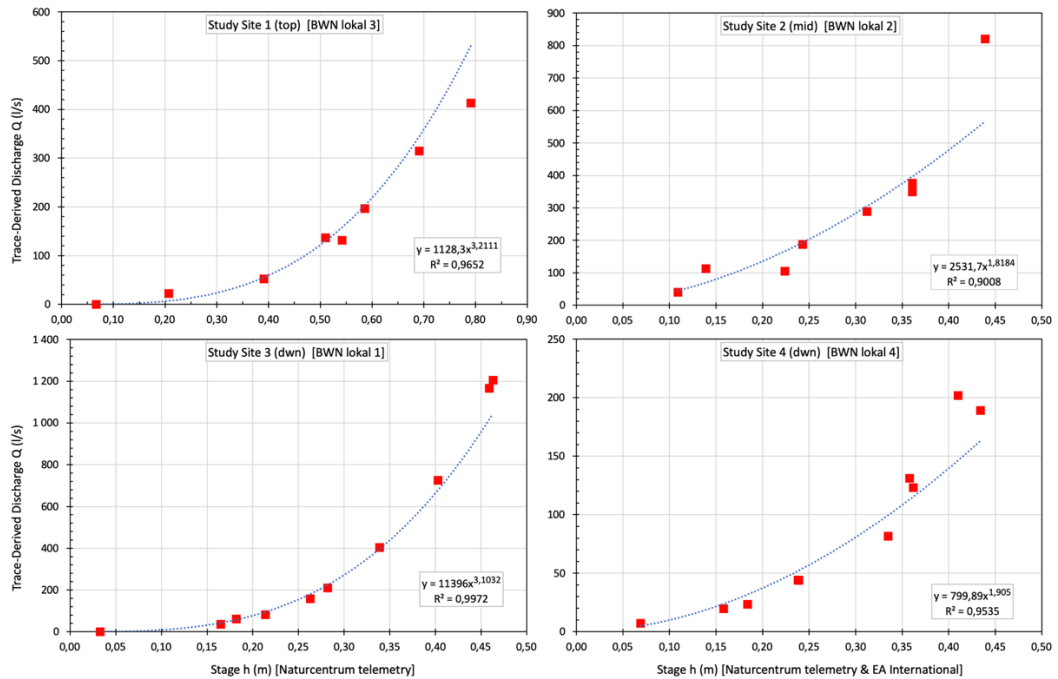 Study Site 1 (top) [BWN lokal 3]
Trace-Derived Discharge Q (l/s)
600
500
400
300
200
100
0
y = 1128,3x^3,2111
R² = 0,9652
0,00 0,10 0,20 0,30 0,40 0,50 0,60 0,70 0,80 0,90
Study Site 2 (mid) [BWN lokal 2]
900
800
700
600
500
400
300
200
100
0
y = 2531,7x^1,8184
R² = 0,9008
0,00 0,05 0,10 0,15 0,20 0,25 0,30 0,35 0,40 0,45 0,50
Study Site 3 (dwn) [BWN lokal 1]
Trace-Derived Discharge Q (l/s)
1 400
1 200
1 000
800
600
400
200
0
y = 11396x^3,1032
R² = 0,9972
0,00 0,05 0,10 0,15 0,20 0,25 0,30 0,35 0,40 0,45 0,50
Stage h (m) [Naturcentrum telemetry]
Study Site 4 (dwn) [BWN lokal 4]
250
200
150
100
50
0
y = 799,89x^1,905
R² = 0,9535
0,00 0,05 0,10 0,15 0,20 0,25 0,30 0,35 0,40 0,45 0,50
Stage h (m) [Naturcentrum telemetry & EA International]